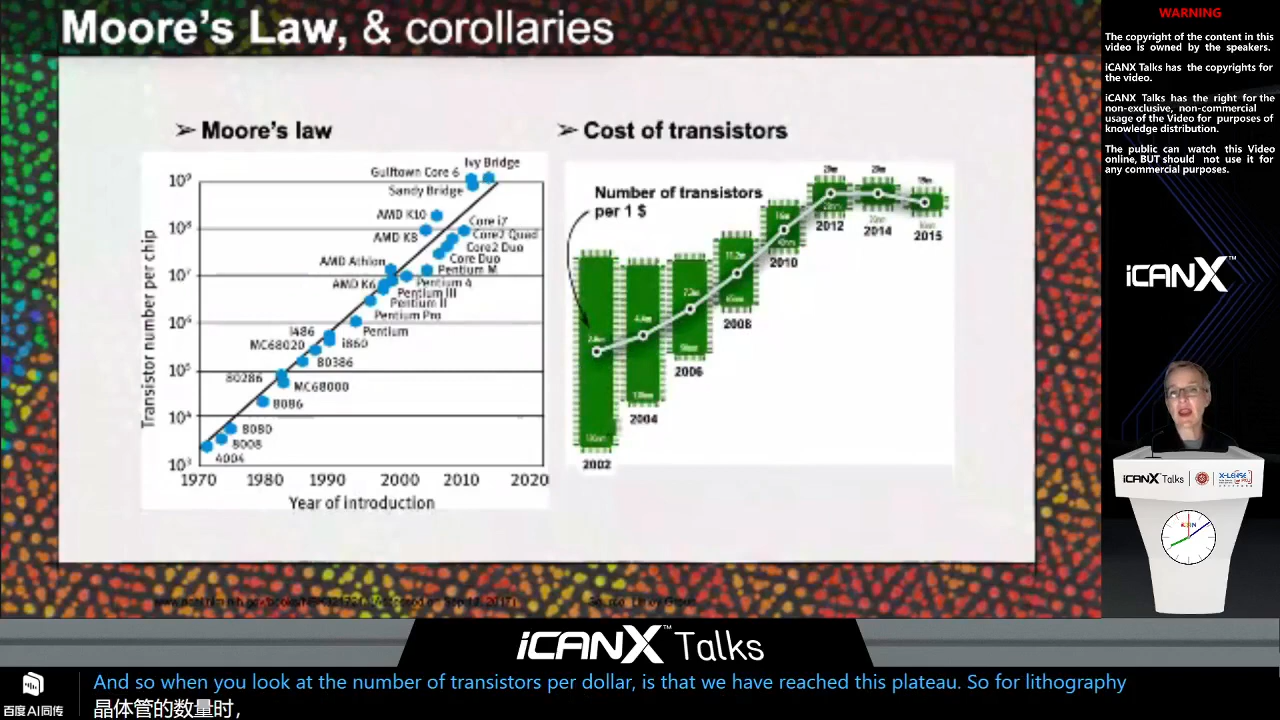 Moore's Law, & corollaries
➢ Moore's law
Transistor number per chip
10⁹
10⁸
10⁷
10⁶
10⁵
10⁴
10³
Ivy Bridge
Gulftown Core 6
Sandy Bridge
AMD K10
Core i7
AMD K8
Core2 Quad
Core2 Duo
Core Duo
AMD Athlon
Pentium M
AMD K6
Pentium 4
Pentium III
Pentium II
Pentium Pro
i486
Pentium
MC68020
i860
80386
80286
MC68000
8086
8080
8008
4004
1970 1980 1990 2000 2010 2020
Year of introduction
➢ Cost of transistors
Number of transistors
per 1 $
2002
2004
2006
2008
2010
2012
2014
2015
WARNING
The copyright of the content in this
video is owned by the speakers.
iCANX Talks has the copyrights for
the video.
iCANX Talks has the right for the
non-exclusive, non-commercial
usage of the Video for purposes of
knowledge distribution.
The public can watch this Video
online, BUT should not use it for
any commercial purposes.
iCANX™
iCANX Talks
iCANX™ Talks
百度AI同传
And so when you look at the number of transistors per dollar, is that we have reached this plateau. So for lithography
晶体管的数量时，